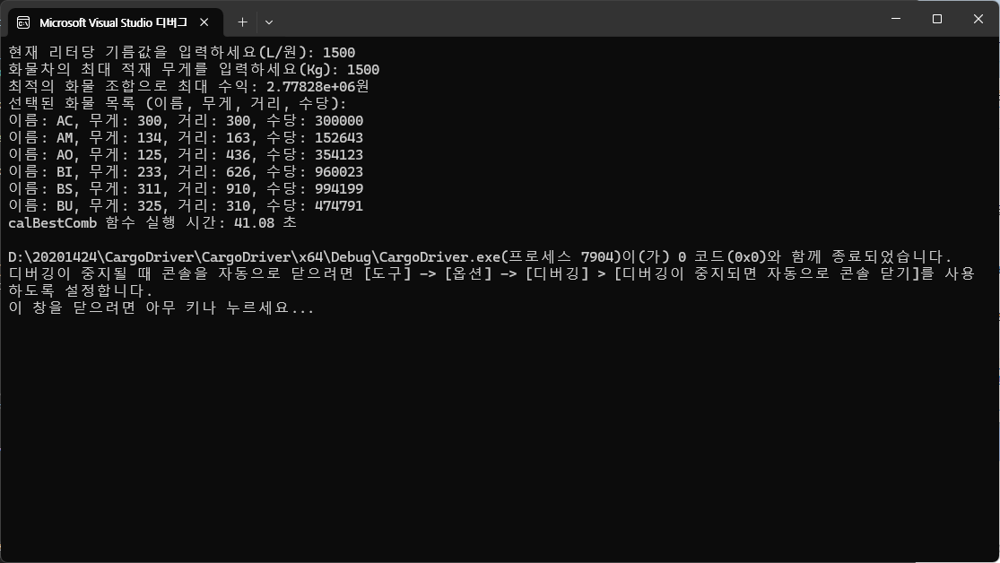 Microsoft Visual Studio 디버그
현재 리터당 기름값을 입력하세요(L/원): 1500
화물차의 최대 적재 무게를 입력하세요(Kg): 1500
최적의 화물 조합으로 최대 수익: 2.77828e+06원
선택된 화물 목록 (이름, 무게, 거리, 수당):
이름: AC, 무게: 300, 거리: 300, 수당: 300000
이름: AM, 무게: 134, 거리: 163, 수당: 152643
이름: AO, 무게: 125, 거리: 436, 수당: 354123
이름: BI, 무게: 233, 거리: 626, 수당: 960023
이름: BS, 무게: 311, 거리: 910, 수당: 994199
이름: BU, 무게: 325, 거리: 310, 수당: 474791
calBestComb 함수 실행 시간: 41.08 초
D:\20201424\CargoDriver\CargoDriver\x64\Debug\CargoDriver.exe(프로세스 7904)이(가) 0 코드(0x0)와 함께 종료되었습니다.
디버깅이 중지될 때 콘솔을 자동으로 닫으려면 [도구] -> [옵션] -> [디버깅] > [디버깅이 중지되면 자동으로 콘솔 닫기]를 사용
하도록 설정합니다.
이 창을 닫으려면 아무 키나 누르세요...